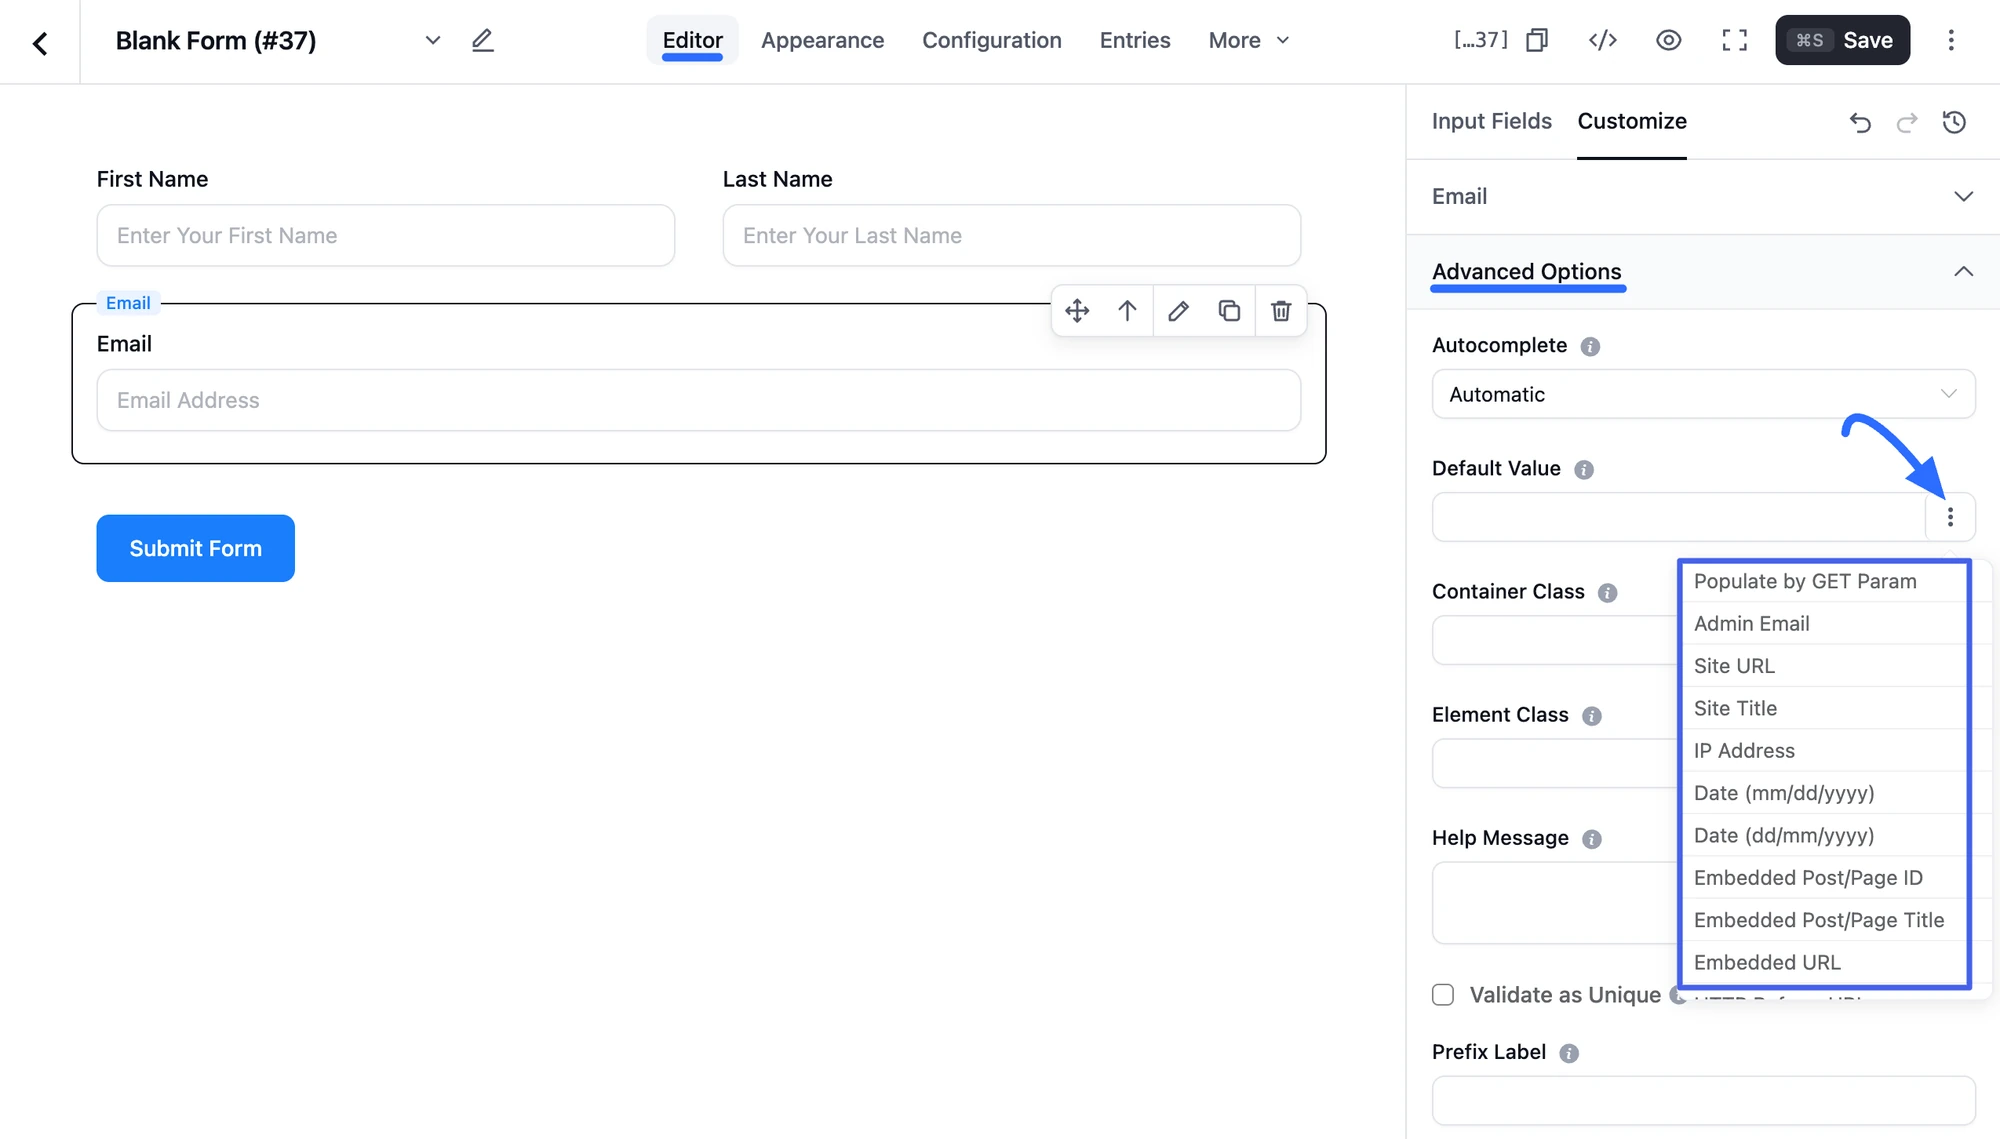 Blank Form (#37)
Editor
Appearance
Configuration
Entries
More
[...37]
⌘S Save
Input Fields
Customize
First Name
Last Name
Enter Your First Name
Enter Your Last Name
Email
Email
Email Address
Submit Form
Email
Advanced Options
Autocomplete
Automatic
Default Value
Populate by GET Param
Admin Email
Site URL
Site Title
IP Address
Date (mm/dd/yyyy)
Date (dd/mm/yyyy)
Embedded Post/Page ID
Embedded Post/Page Title
Embedded URL
Container Class
Element Class
Help Message
Validate as Unique
Prefix Label